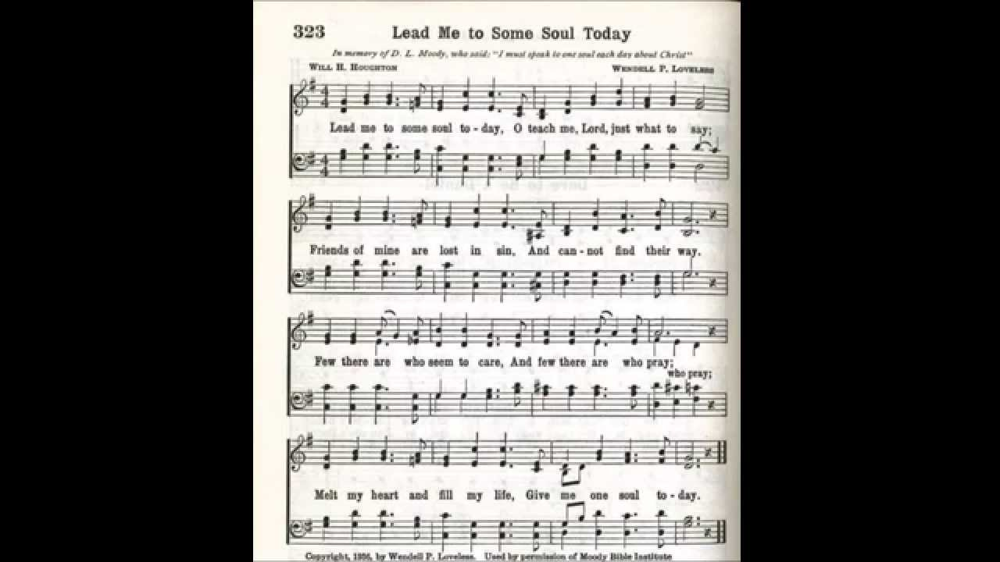 323 Lead Me to Some Soul Today
In memory of D. L. Moody, who said: "I must speak to one soul each day about Christ"
WILL H. HOUGHTON WENDELL P. LOVELESS
4 4
Lead me to some soul to-day, O teach me, Lord, just what to say;
4 4
Friends of mine are lost in sin, And can-not find their way.
Few there are who seem to care, And few there are who pray;
who pray;
Melt my heart and fill my life, Give me one soul to-day.
Copyright, 1936, by Wendell P. Loveless. Used by permission of Moody Bible Institute